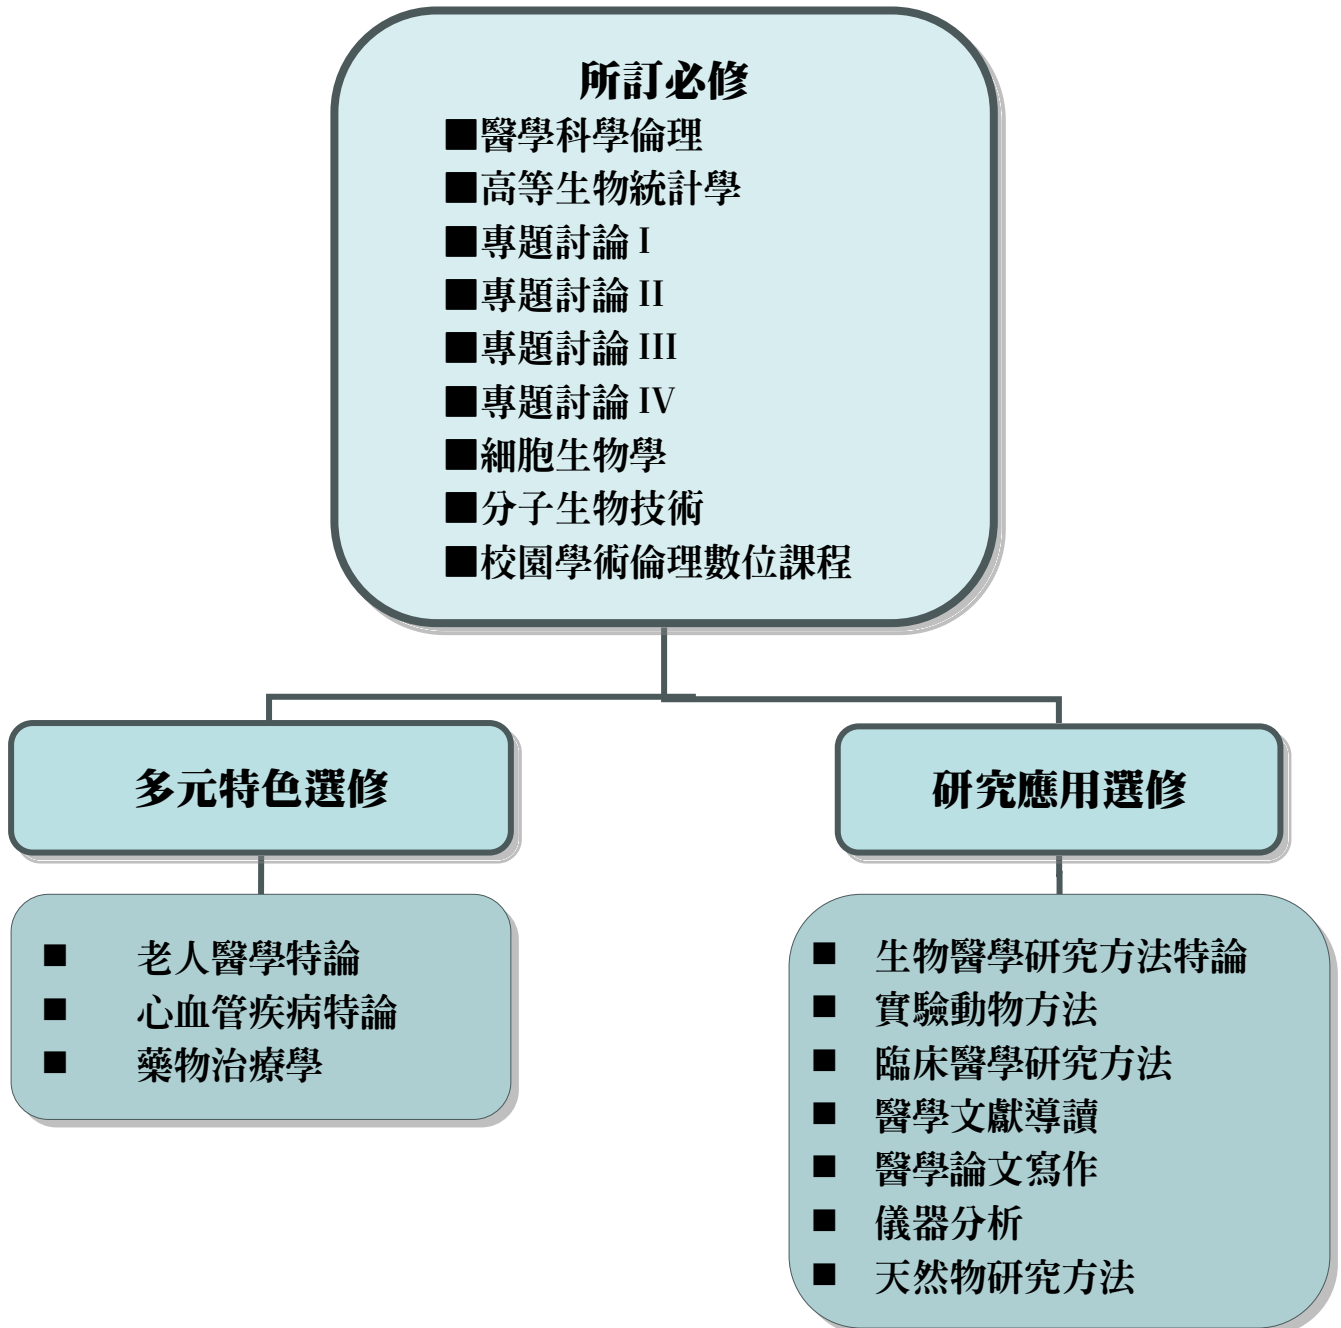 所訂必修
■醫學科學倫理
■高等生物統計學
■專題討論 I
■專題討論 II
■專題討論 III
■專題討論 IV
■細胞生物學
■分子生物技術
■校園學術倫理數位課程
多元特色選修
■ 老人醫學特論
■ 心血管疾病特論
■ 藥物治療學
研究應用選修
■ 生物醫學研究方法特論
■ 實驗動物方法
■ 臨床醫學研究方法
■ 醫學文獻導讀
■ 醫學論文寫作
■ 儀器分析
■ 天然物研究方法